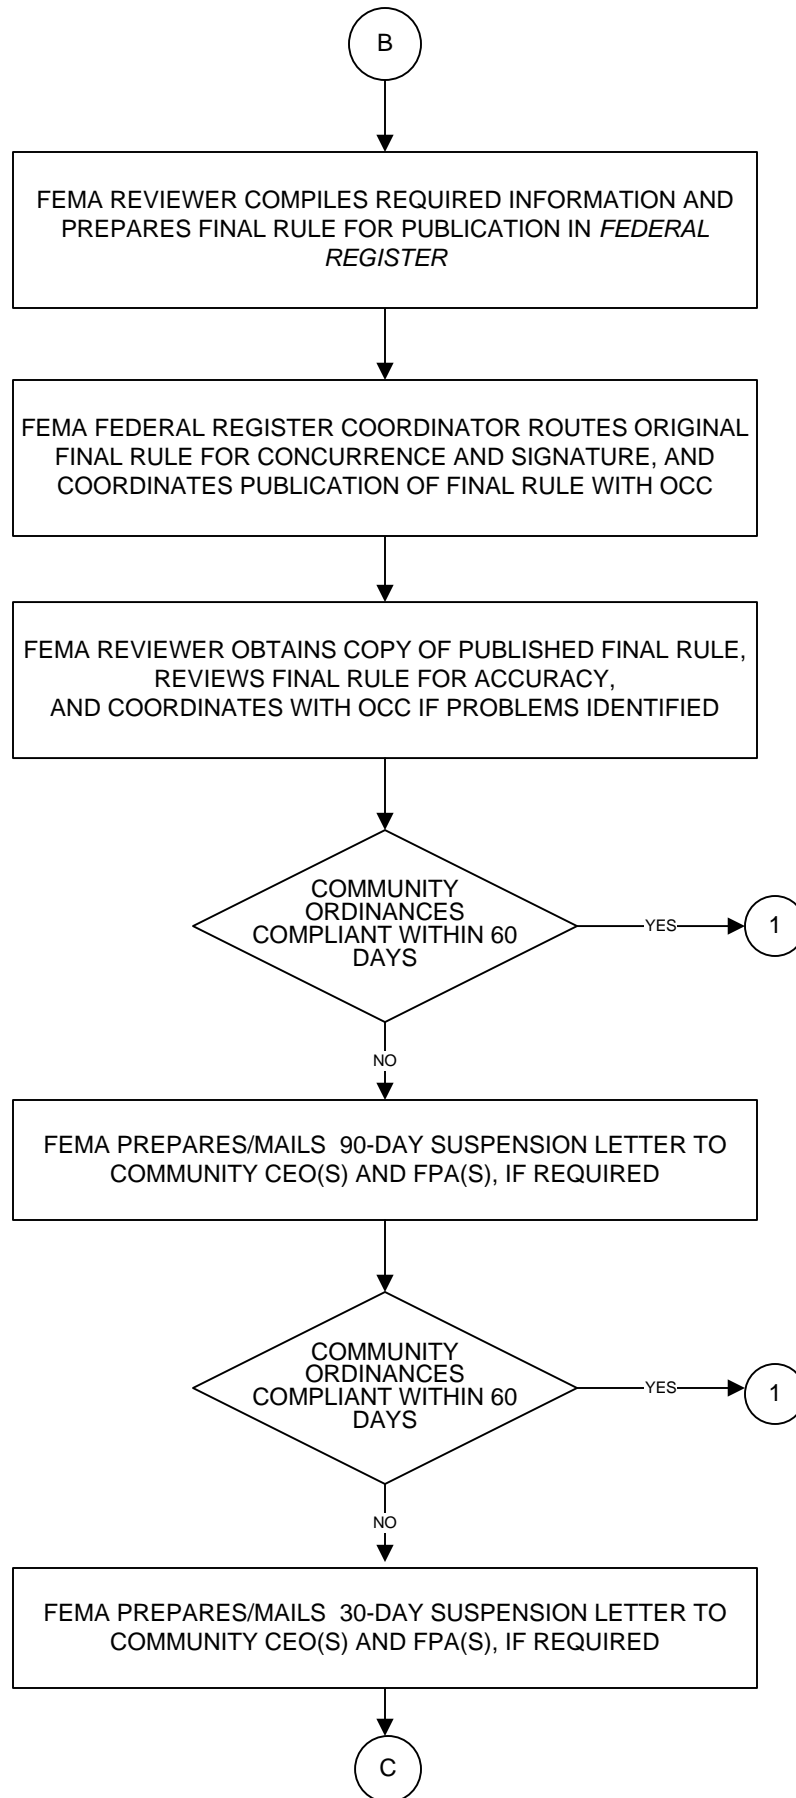 B
FEMA REVIEWER COMPILES REQUIRED INFORMATION AND
PREPARES FINAL RULE FOR PUBLICATION IN FEDERAL
REGISTER
FEMA FEDERAL REGISTER COORDINATOR ROUTES ORIGINAL
FINAL RULE FOR CONCURRENCE AND SIGNATURE, AND
COORDINATES PUBLICATION OF FINAL RULE WITH OCC
FEMA REVIEWER OBTAINS COPY OF PUBLISHED FINAL RULE,
REVIEWS FINAL RULE FOR ACCURACY,
AND COORDINATES WITH OCC IF PROBLEMS IDENTIFIED
COMMUNITY
ORDINANCES
COMPLIANT WITHIN 60
DAYS
YES
1
NO
FEMA PREPARES/MAILS 90-DAY SUSPENSION LETTER TO
COMMUNITY CEO(S) AND FPA(S), IF REQUIRED
COMMUNITY
ORDINANCES
COMPLIANT WITHIN 60
DAYS
YES
1
NO
FEMA PREPARES/MAILS 30-DAY SUSPENSION LETTER TO
COMMUNITY CEO(S) AND FPA(S), IF REQUIRED
C